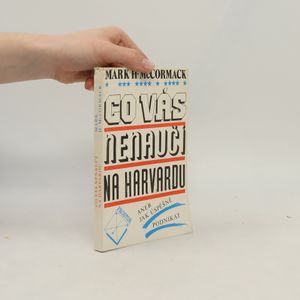 MARK H McCORMACK
CO VÁS
NENAUČÍ
NA HARVARDU
ANEB
JAK ÚSPĚŠNĚ
PODNIKAT